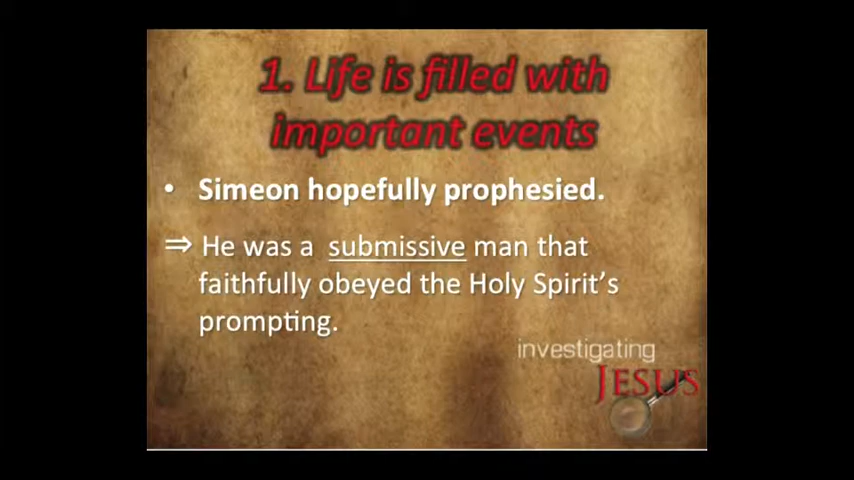 1. Life is filled with
important events
• Simeon hopefully prophesied.
⇒ He was a submissive man that
faithfully obeyed the Holy Spirit's
prompting.
investigating
JESUS